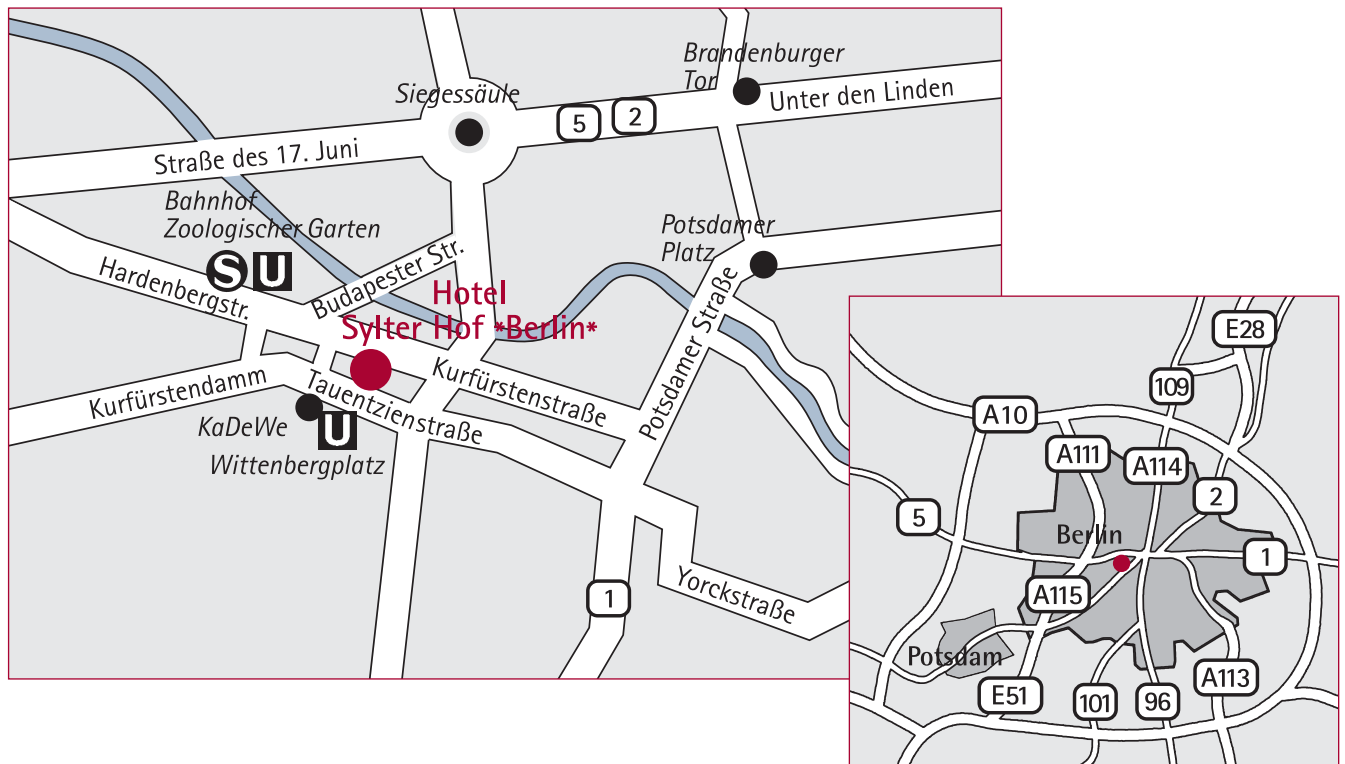 Brandenburger
Tor
Siegessäule
Unter den Linden
5
2
Straße des 17. Juni
Bahnhof
Zoologischer Garten
S U
Potsdamer
Platz
Hardenbergstr.
Budapester Str.
Hotel
Sylter Hof *Berlin*
Potsdamer Straße
Kurfürstendamm
Tauentzienstraße
Kurfürstenstraße
KaDeWe
U
Wittenbergplatz
1
Yorckstraße
E28
109
A10
A111
A114
2
5
Berlin
1
A115
Potsdam
E51
101
96
A113